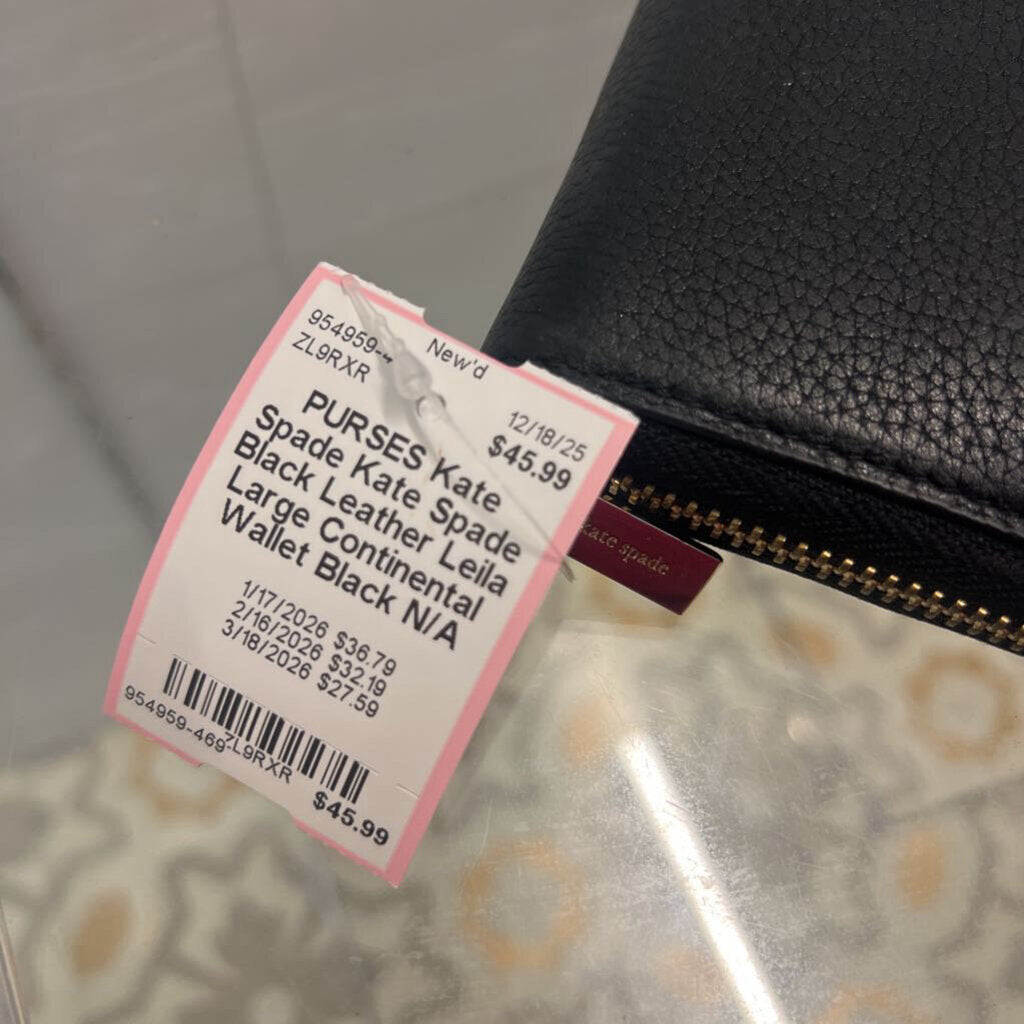 954959-4
ZL9RXR
New'd
12/18/25
$45.99
PURSES Kate
Spade Kate Spade
Black Leather Leila
Large Continental
Wallet Black N/A
1/17/2026 $36.79
2/16/2026 $32.19
3/18/2026 $27.59
954959-469
ZL9RXR
$45.99
kate spade